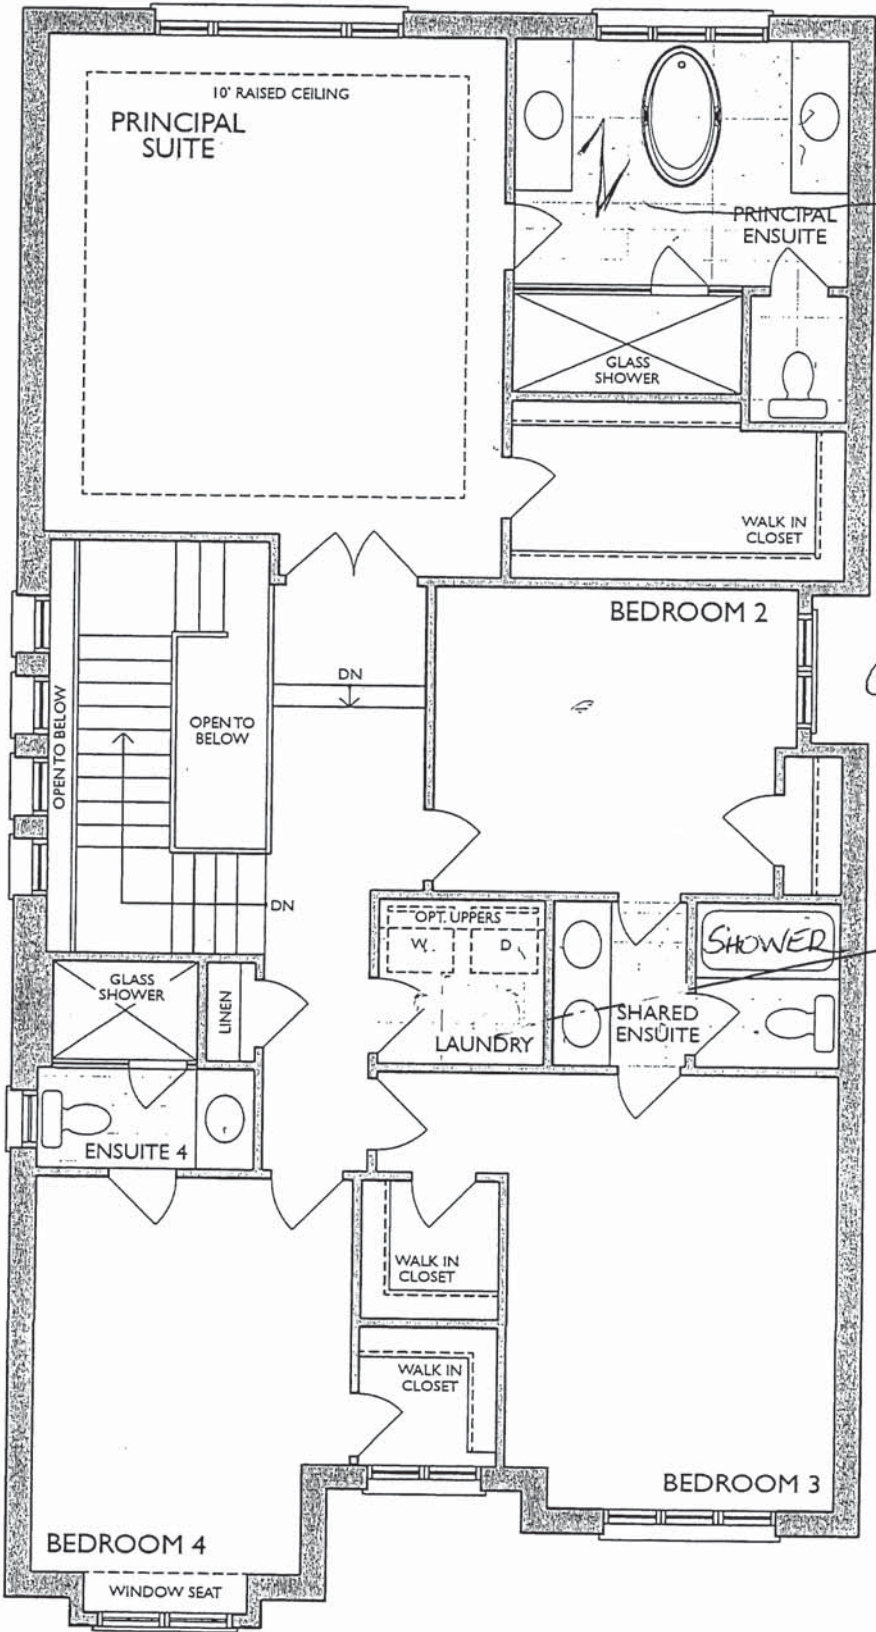 10' RAISED CEILING
PRINCIPAL
SUITE
PRINCIPAL
ENSUITE
GLASS
SHOWER
WALK IN
CLOSET
BEDROOM 2
DN
OPEN TO BELOW
OPEN TO
BELOW
DN
OPT. UPPERS
W
D
SHOWER
GLASS
SHOWER
LINEN
LAUNDRY
SHARED
ENSUITE
ENSUITE 4
WALK IN
CLOSET
WALK IN
CLOSET
BEDROOM 3
BEDROOM 4
WINDOW SEAT